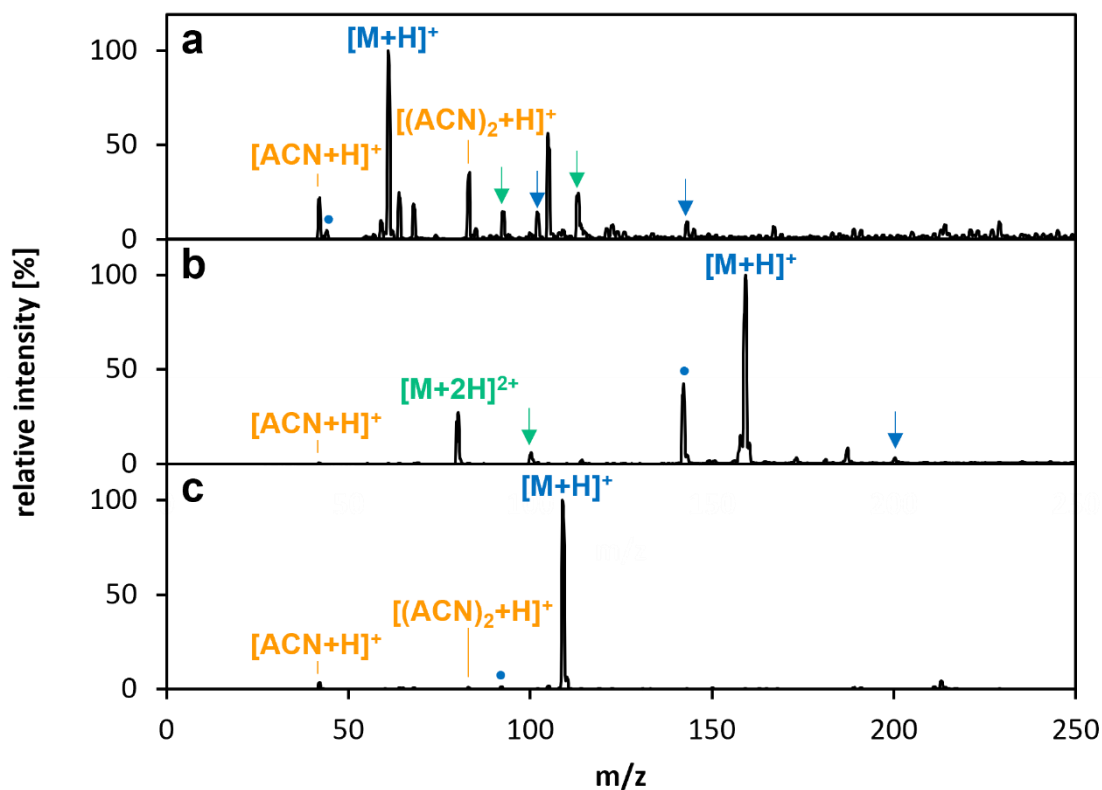 a
[M+H]⁺
100
[(ACN)₂+H]⁺
[ACN+H]⁺
50
0
b
[M+H]⁺
100
[M+2H]²⁺
[ACN+H]⁺
50
0
c
[M+H]⁺
100
[(ACN)₂+H]⁺
[ACN+H]⁺
50
0
relative intensity [%]
0 50 100 150 200 250
m/z